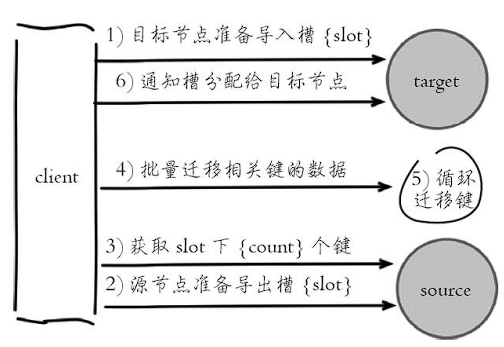 1) 目标节点准备导入槽 {slot}
6) 通知槽分配给目标节点
target
client
4) 批量迁移相关键的数据
5) 循环
迁移键
3) 获取 slot 下 {count} 个键
2) 源节点准备导出槽 {slot}
source